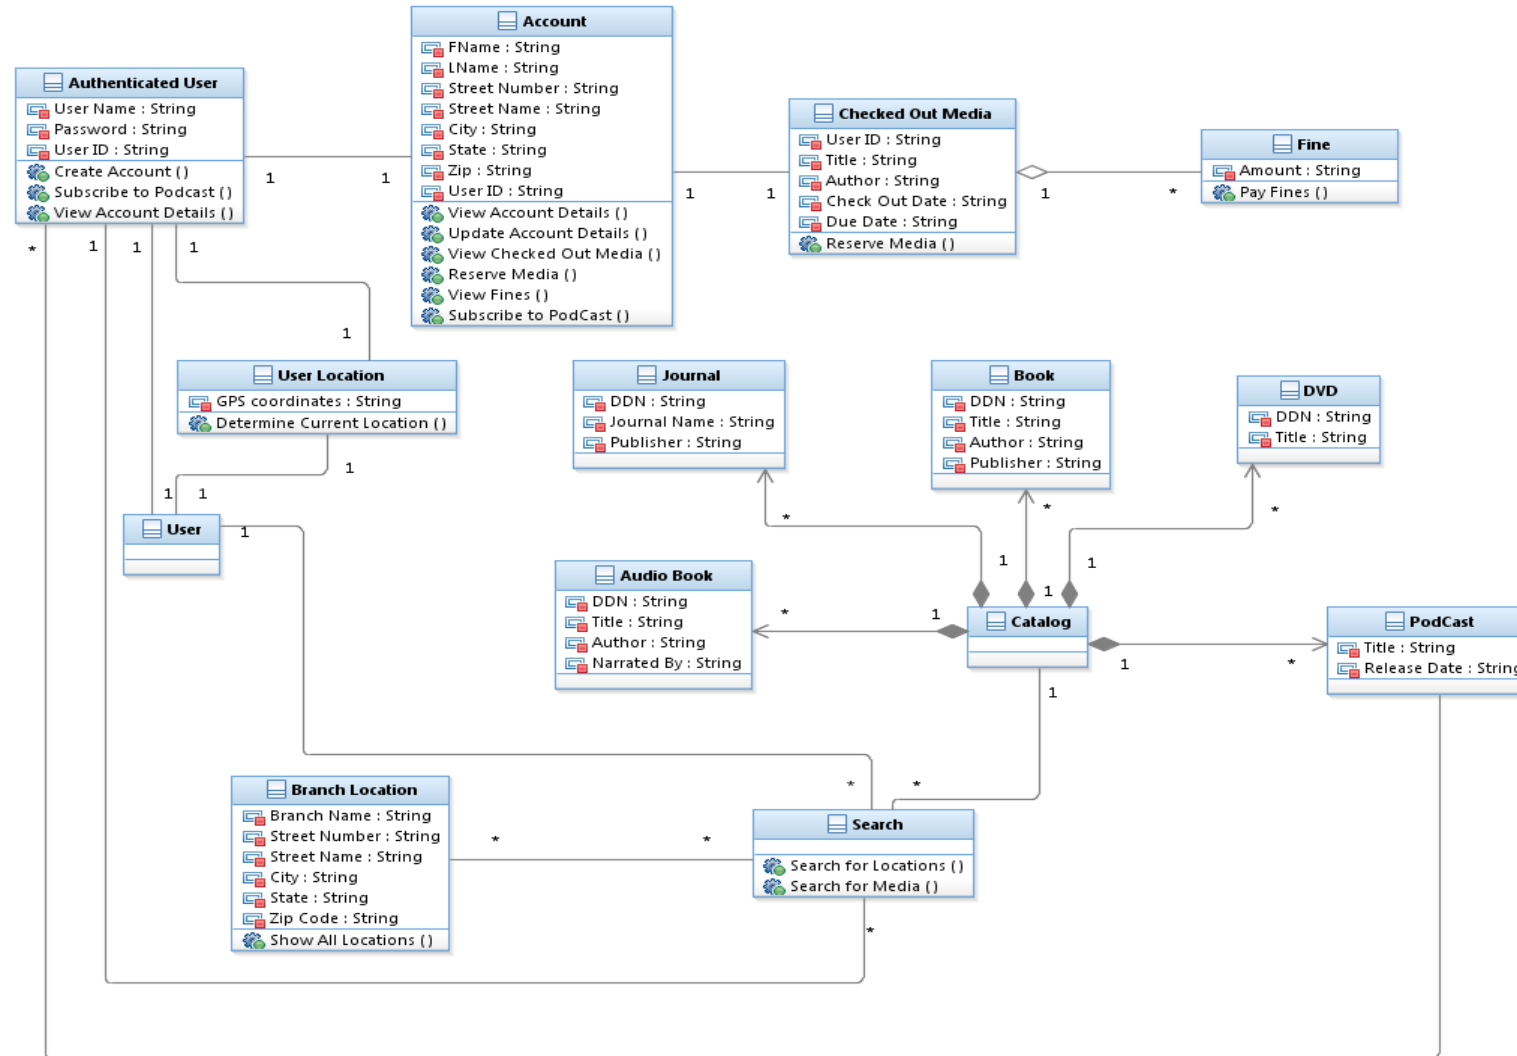 Account
FName : String
LName : String
Street Number : String
Street Name : String
City : String
State : String
Zip : String
User ID : String
View Account Details ()
Update Account Details ()
View Checked Out Media ()
Reserve Media ()
View Fines ()
Subscribe to PodCast ()
Authenticated User
User Name : String
Password : String
User ID : String
Create Account ()
Subscribe to Podcast ()
View Account Details ()
1
1
Checked Out Media
User ID : String
Title : String
Author : String
Check Out Date : String
Due Date : String
Reserve Media ()
1
1
Fine
Amount : String
Pay Fines ()
1
*
*
1
1
1
1
User Location
GPS coordinates : String
Determine Current Location ()
1
1
1
User
1
Journal
DDN : String
Journal Name : String
Publisher : String
*
Book
DDN : String
Title : String
Author : String
Publisher : String
*
DVD
DDN : String
Title : String
*
1
1
1
Audio Book
DDN : String
Title : String
Author : String
Narrated By : String
*
1
Catalog
1
*
1
PodCast
Title : String
Release Date : String
Branch Location
Branch Name : String
Street Number : String
Street Name : String
City : String
State : String
Zip Code : String
Show All Locations ()
*
*
*
*
Search
Search for Locations ()
Search for Media ()
*